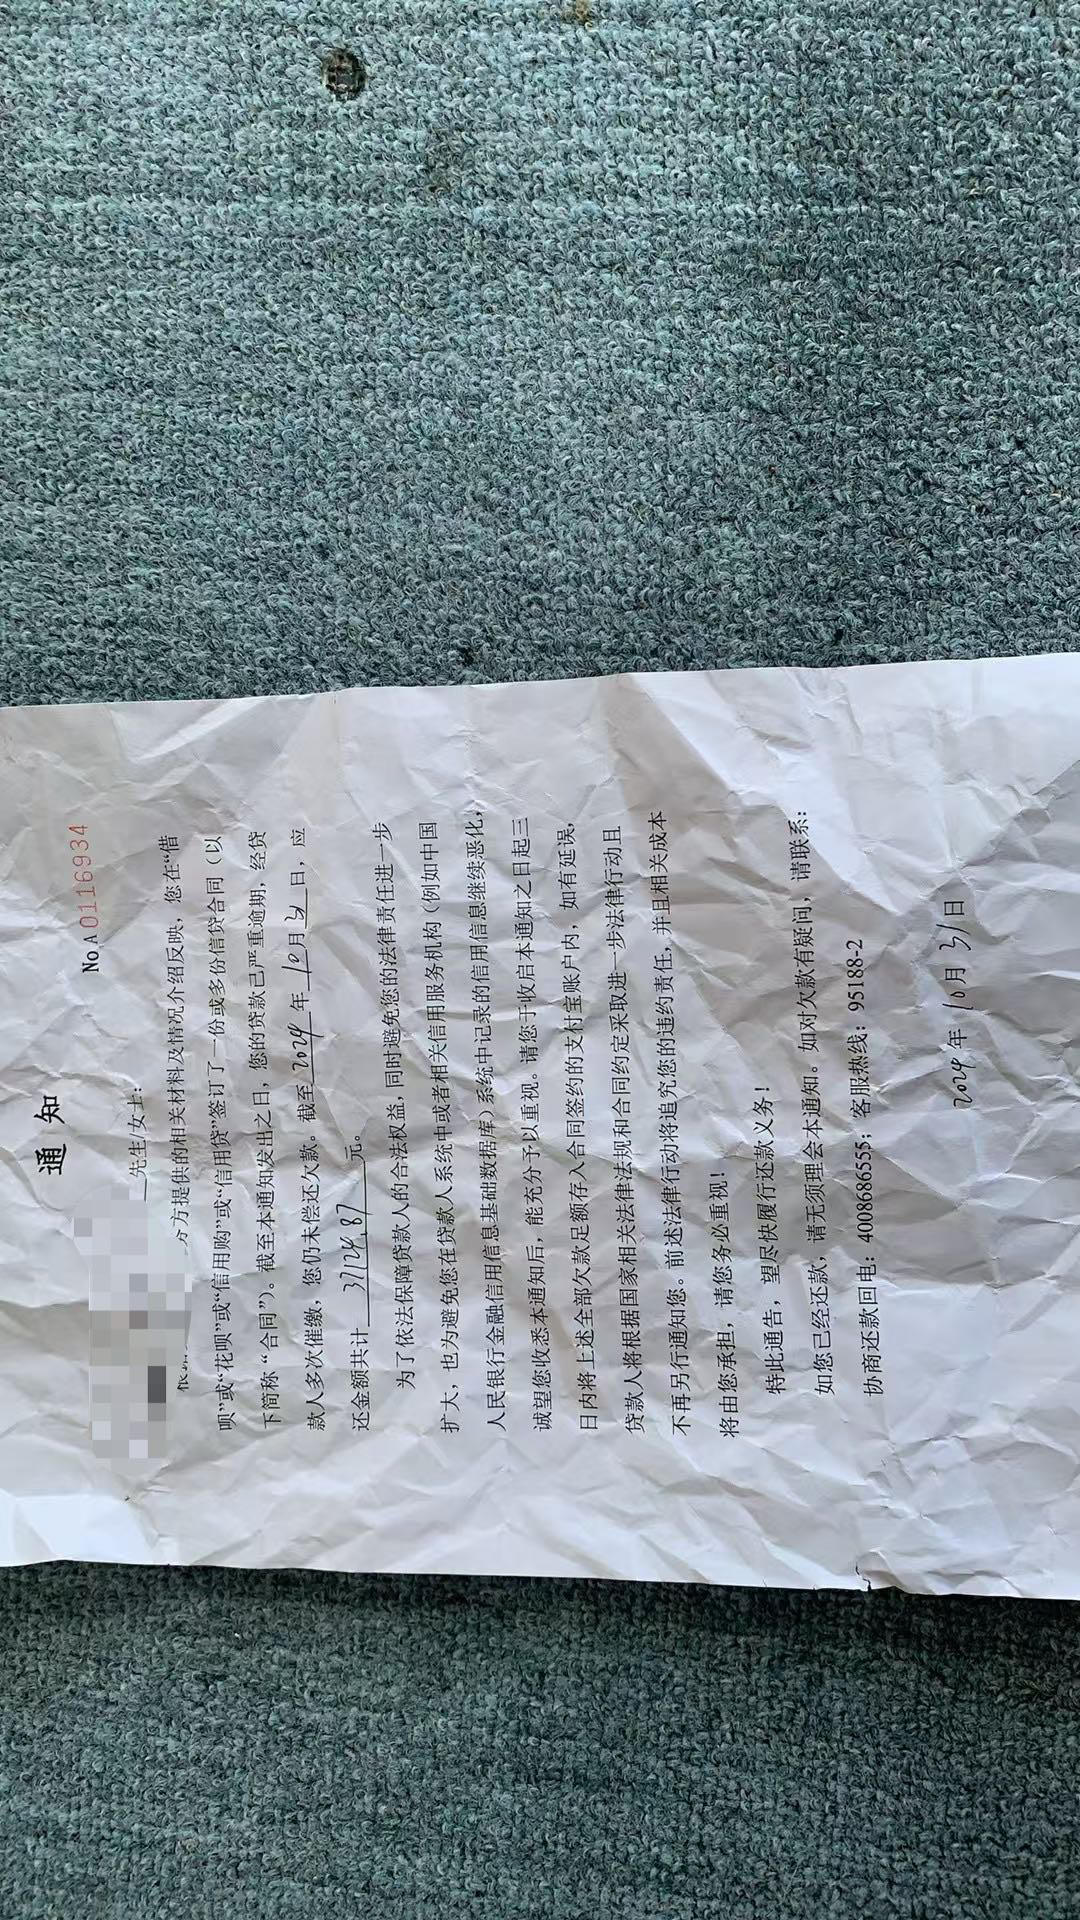 通 知
No.A0116934
先生/女士:
方方提供的相关材料及情况介绍反映，您在“借
呗”或“花呗”或“信用购”或“信用贷”签订了一份或多份信贷合同（以
下简称“合同”）。截至本通知发出之日，您的贷款已严重逾期，经贷
款人多次催缴，您仍未偿还欠款。截至2024年10月31日，应
还金额共计 元。
为了依法保障贷款人的合法权益，同时避免您的法律责任进一步
扩大，也为避免您在贷款人系统中或者相关信用服务机构（例如中国
人民银行金融信用信息基础数据库）系统中记录的信用信息继续恶化，
诚望您收悉本通知后，能充分予以重视。请您于收启本通知之日起三
日内将上述全部欠款足额存入合同签约的支付宝账户内，如有延误，
贷款人将根据国家相关法律法规和合同约定采取进一步法律行动且
不再另行通知您。前述法律行动将追究您的违约责任，并且相关成本
将由您承担，请您务必重视！
特此通告，望尽快履行还款义务！
如您已经还款，请无须理会本通知。如对欠款有疑问，请联系：
协商还款回电：4008686555；客服热线：95188-2
2024年10月31日